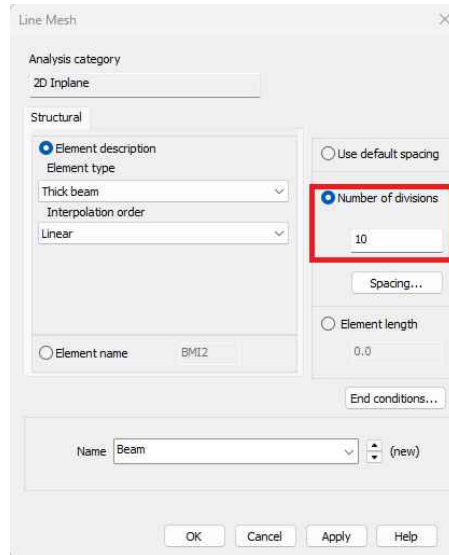 Line Mesh
Analysis category
2D Inplane
Structural
Element description
Element type
Thick beam
Interpolation order
Linear
Element name
BMI2
Use default spacing
Number of divisions
10
Spacing...
Element length
0.0
End conditions...
Name
Beam
(new)
OK
Cancel
Apply
Help